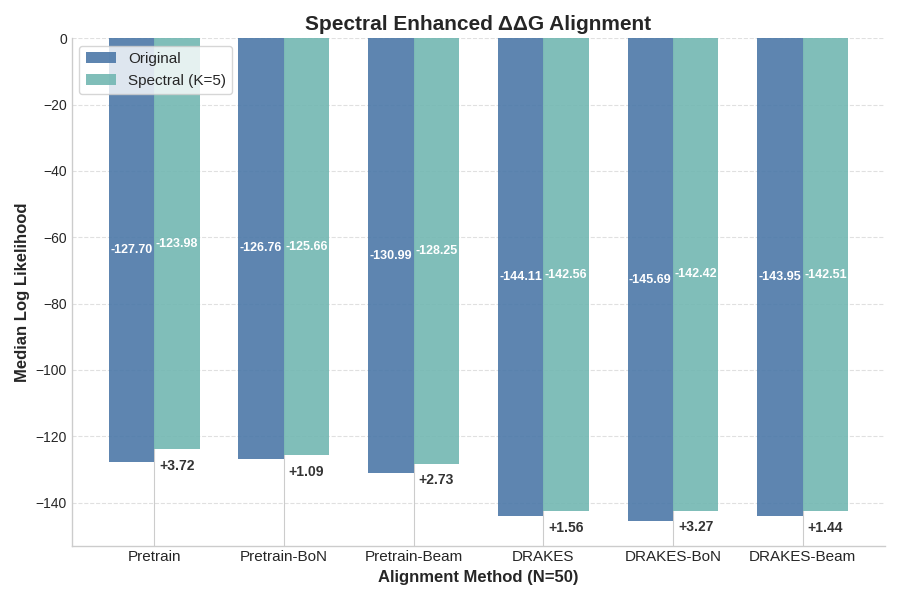 Spectral Enhanced ΔΔG Alignment
Original
Spectral (K=5)
Median Log Likelihood
0
−20
−40
−60
−80
−100
−120
−140
-127.70
-123.98
-126.76
-125.66
-130.99
-128.25
-144.11
-142.56
-145.69
-142.42
-143.95
-142.51
+3.72
+1.09
+2.73
+1.56
+3.27
+1.44
Pretrain
Pretrain-BoN
Pretrain-Beam
DRAKES
DRAKES-BoN
DRAKES-Beam
Alignment Method (N=50)